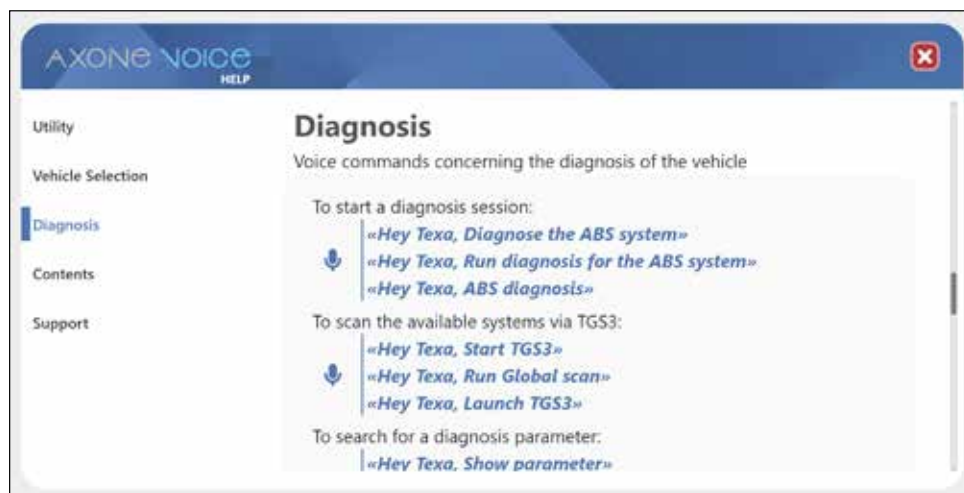 AXONE VOICE
HELP
Utility
Vehicle Selection
Diagnosis
Contents
Support
Diagnosis
Voice commands concerning the diagnosis of the vehicle
To start a diagnosis session:
«Hey Texa, Diagnose the ABS system»
«Hey Texa, Run diagnosis for the ABS system»
«Hey Texa, ABS diagnosis»
To scan the available systems via TGS3:
«Hey Texa, Start TGS3»
«Hey Texa, Run Global scan»
«Hey Texa, Launch TGS3»
To search for a diagnosis parameter:
«Hey Texa, Show parameter»